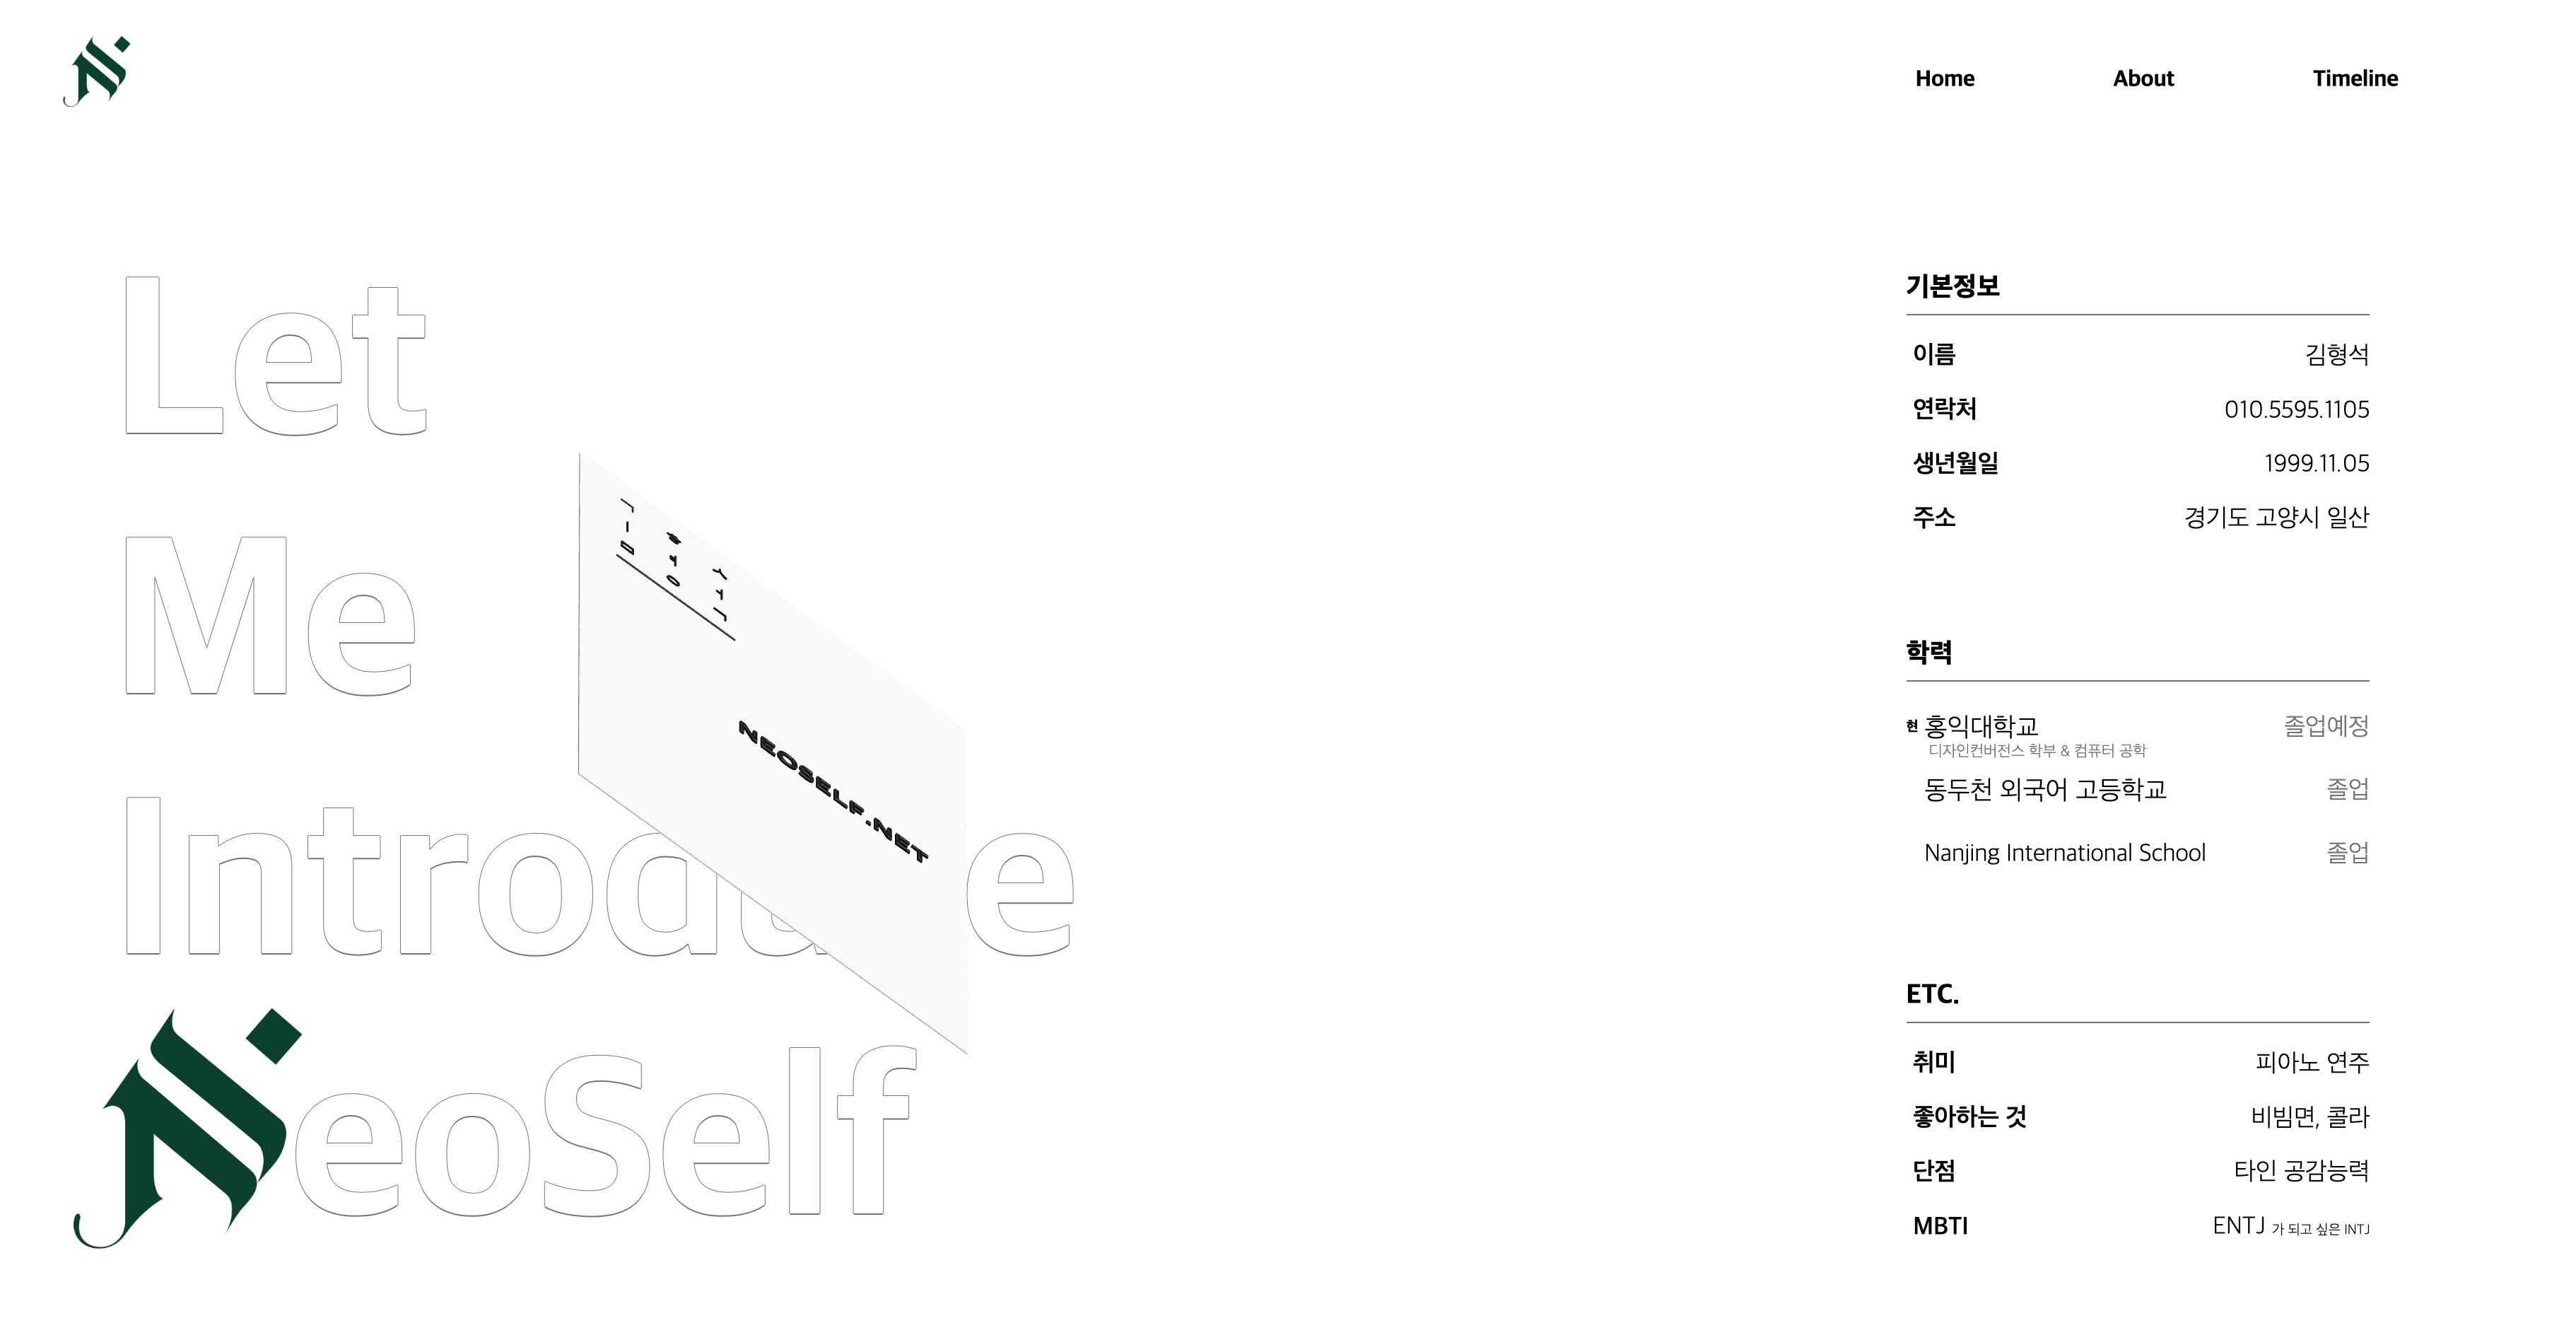 Home About Timeline
Let
Me
Introduce
NeoSelf
김형석
NEOSELF.NET
기본정보
이름 김형석
연락처 010.5595.1105
생년월일 1999.11.05
주소 경기도 고양시 일산
학력
현 홍익대학교 졸업예정
디자인컨버전스 학부 & 컴퓨터 공학
동두천 외국어 고등학교 졸업
Nanjing International School 졸업
ETC.
취미 피아노 연주
좋아하는 것 비빔면, 콜라
단점 타인 공감능력
MBTI ENTJ 가 되고 싶은 INTJ